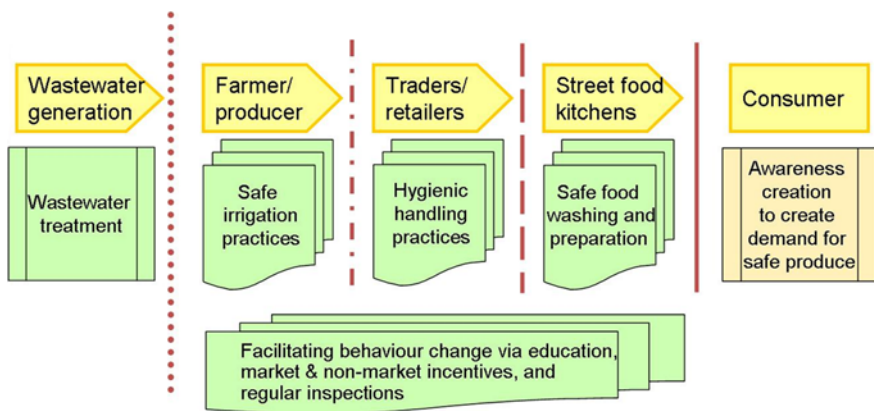 Wastewater
generation
Farmer/
producer
Traders/
retailers
Street food
kitchens
Consumer
Wastewater
treatment
Safe
irrigation
practices
Hygienic
handling
practices
Safe food
washing and
preparation
Awareness
creation
to create
demand for
safe produce
Facilitating behaviour change via education,
market & non-market incentives, and
regular inspections